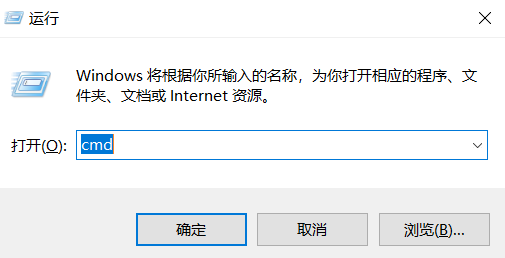 运行
Windows 将根据你所输入的名称，为你打开相应的程序、文
件夹、文档或 Internet 资源。
打开(O): cmd
确定 取消 浏览(B)...